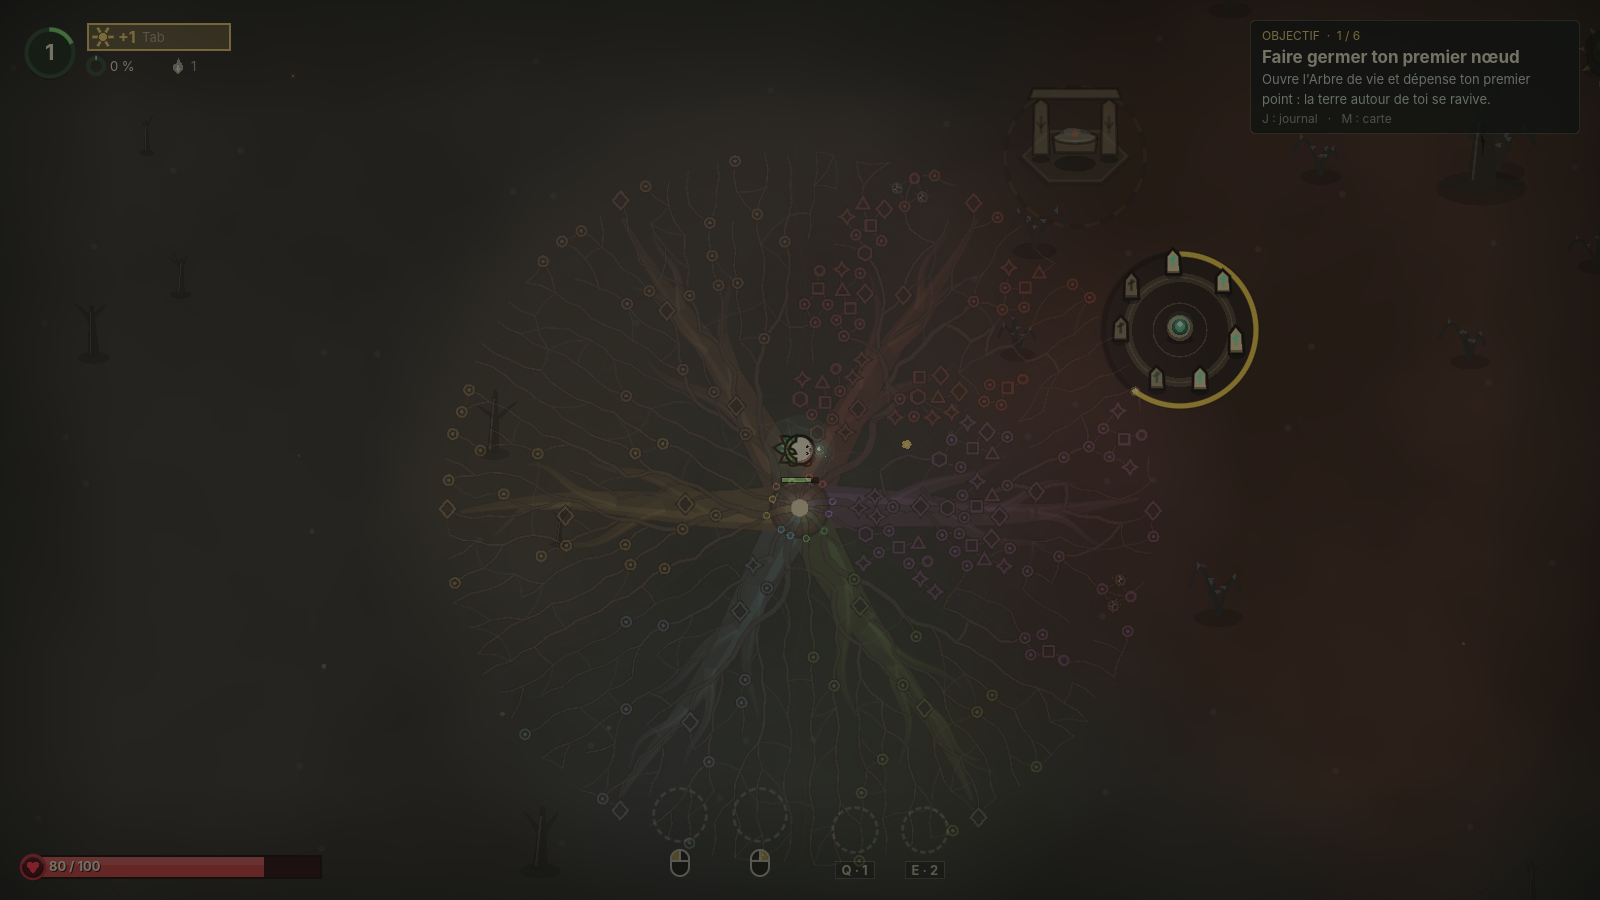 1
+1 Tab
0 % 1
OBJECTIF · 1 / 6
Faire germer ton premier nœud
Ouvre l'Arbre de vie et dépense ton premier
point : la terre autour de toi se ravive.
J : journal · M : carte
80 / 100
Q · 1 E · 2